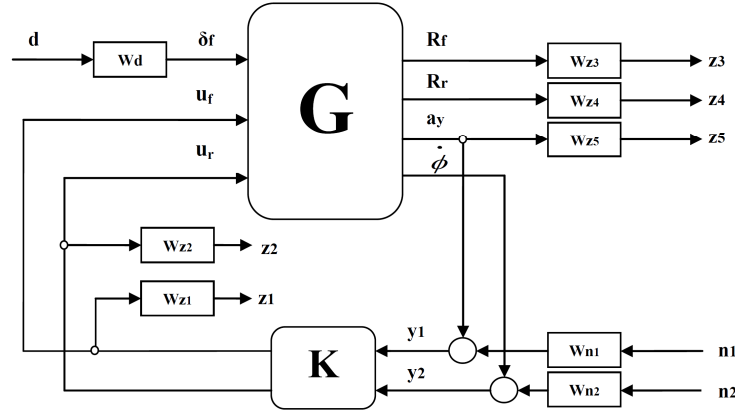 d Wd δf G Rf Wz3 z3
uf Rr Wz4 z4
ay Wz5 z5
ur ϕ̇
Wz2 z2
Wz1 z1
K y1 Wn1 n1
y2 Wn2 n2